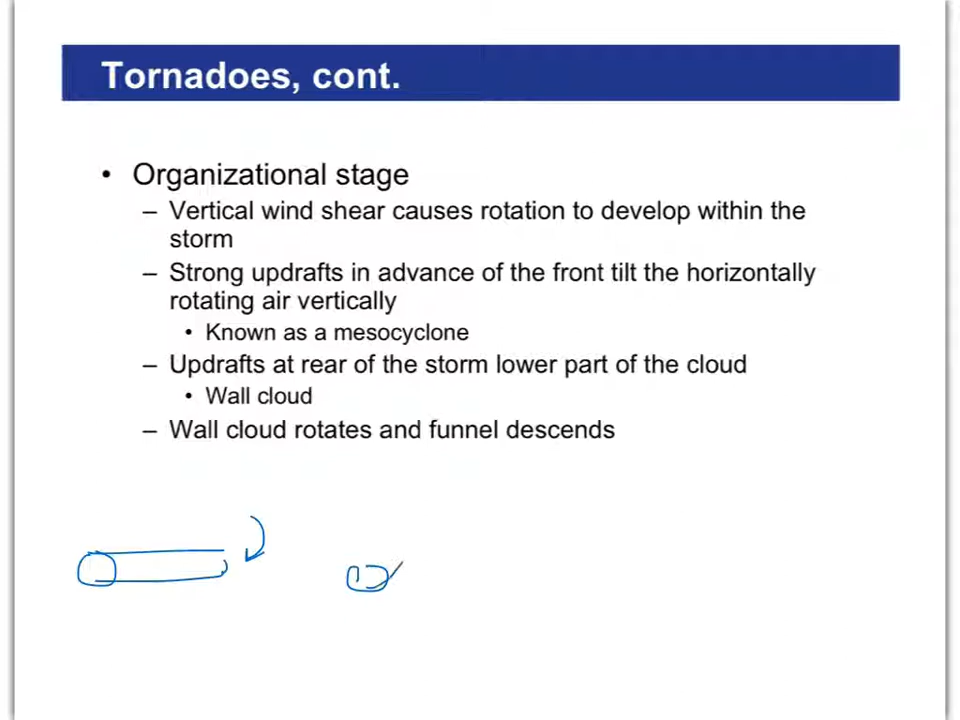 Tornadoes, cont.
• Organizational stage
– Vertical wind shear causes rotation to develop within the
storm
– Strong updrafts in advance of the front tilt the horizontally
rotating air vertically
• Known as a mesocyclone
– Updrafts at rear of the storm lower part of the cloud
• Wall cloud
– Wall cloud rotates and funnel descends